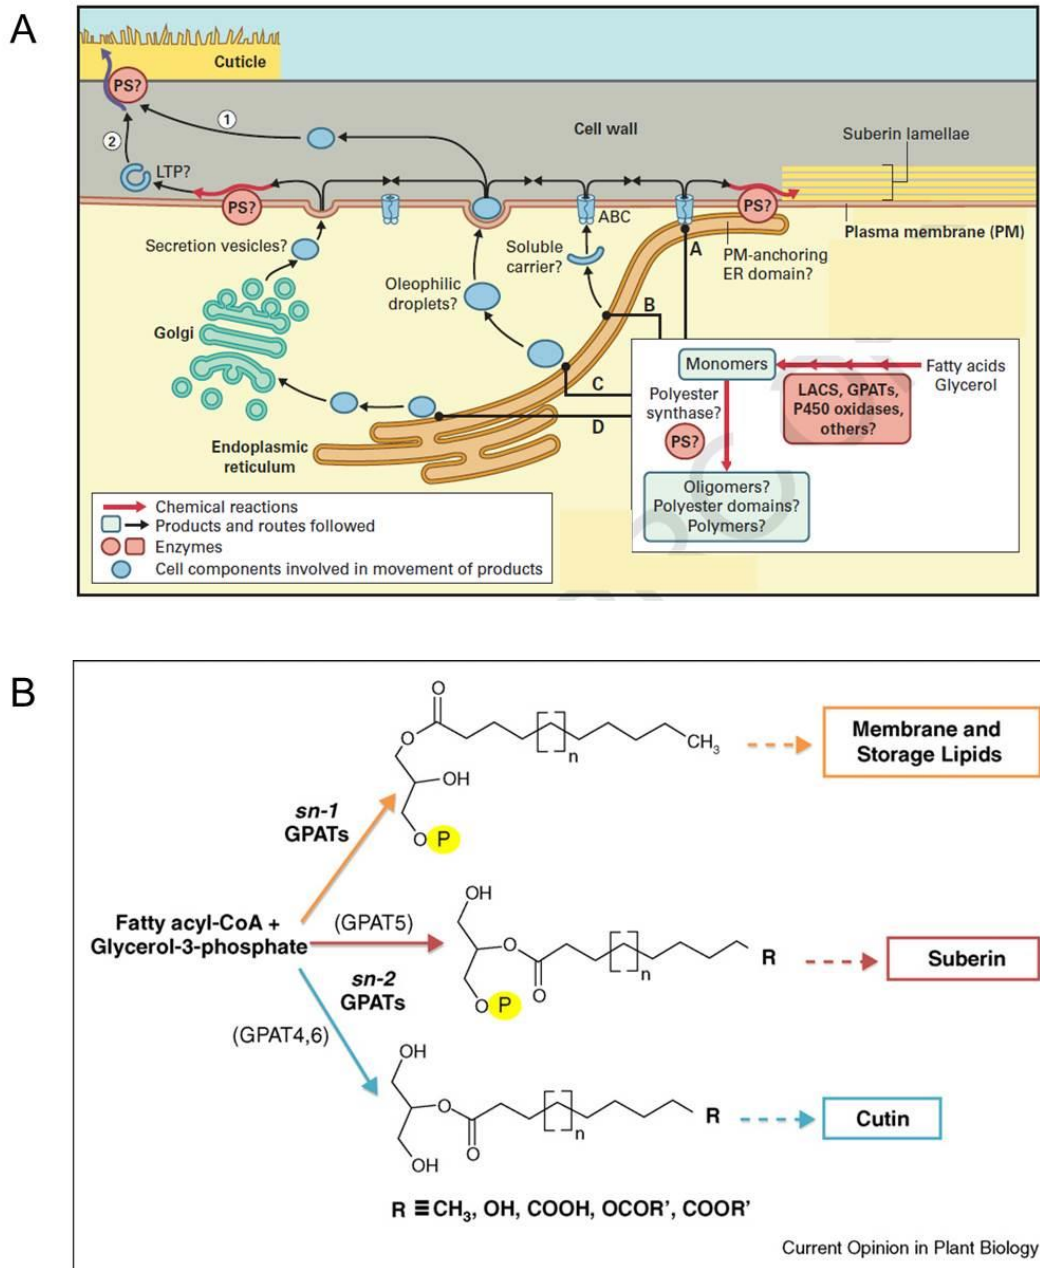 A
Cuticle
PS?
1
2
Cell wall
Suberin lamellae
LTP?
PS?
ABC
PS?
Plasma membrane (PM)
Secretion vesicles?
Soluble
carrier?
A
PM-anchoring
ER domain?
Oleophilic
droplets?
B
Golgi
C
D
Endoplasmic
reticulum
Monomers
Fatty acids
Glycerol
LACS, GPATs,
P450 oxidases,
others?
Polyester
synthase?
PS?
Oligomers?
Polyester domains?
Polymers?
Chemical reactions
Products and routes followed
Enzymes
Cell components involved in movement of products
B
O
O
n
CH3
OH
O P
Membrane and
Storage Lipids
sn-1
GPATs
Fatty acyl-CoA +
Glycerol-3-phosphate
(GPAT5)
OH
O
O
n
R
O P
Suberin
sn-2
GPATs
(GPAT4,6)
OH
O
O
n
R
OH
Cutin
R ≡ CH3, OH, COOH, OCOR', COOR'
Current Opinion in Plant Biology